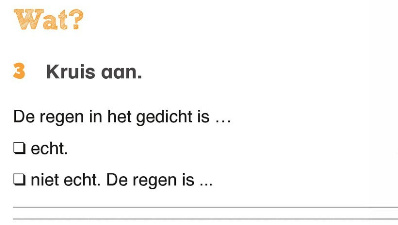 Wat?
3 Kruis aan.
De regen in het gedicht is …
❏ echt.
❏ niet echt. De regen is ...